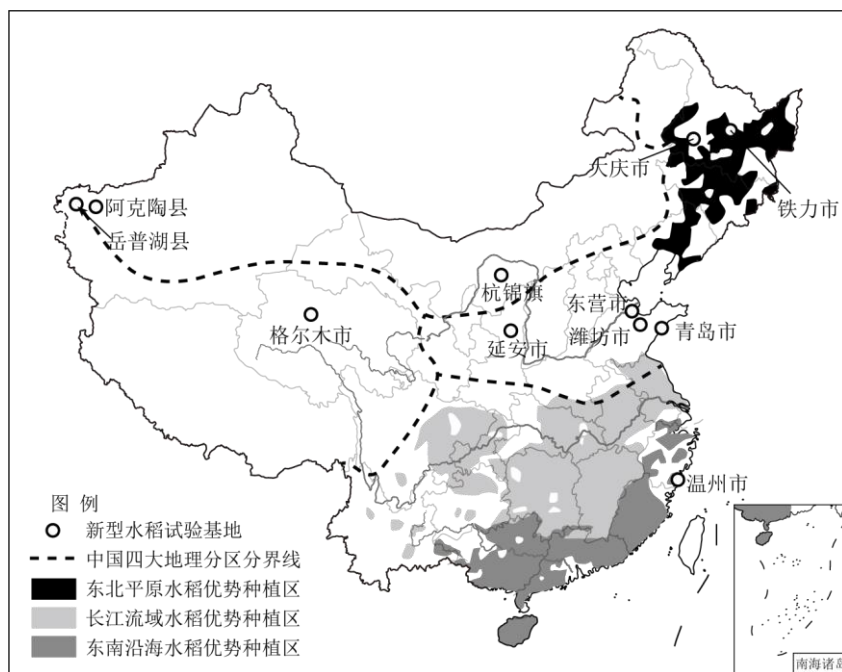 大庆市
铁力市
阿克陶县
岳普湖县
杭锦旗
东营市
格尔木市
延安市
潍坊市
青岛市
温州市
图 例
新型水稻试验基地
中国四大地理分区分界线
东北平原水稻优势种植区
长江流域水稻优势种植区
东南沿海水稻优势种植区
南海诸岛